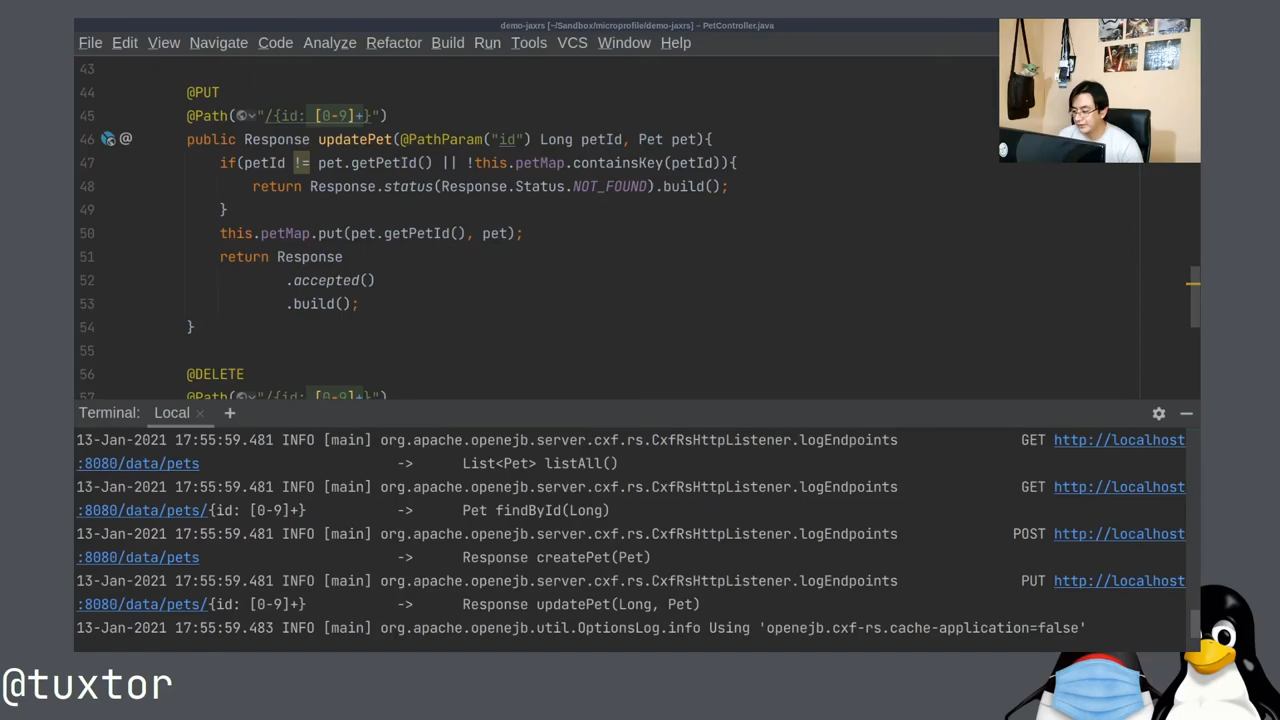 demo-jaxrs [~/Sandbox/microprofile/demo-jaxrs] – PetController.java
File Edit View Navigate Code Analyze Refactor Build Run Tools VCS Window Help
43
44 @PUT
45 @Path("/{id: [0-9]+}")
46 @ public Response updatePet(@PathParam("id") Long petId, Pet pet){
47 if(petId != pet.getPetId() || !this.petMap.containsKey(petId)){
48 return Response.status(Response.Status.NOT_FOUND).build();
49 }
50 this.petMap.put(pet.getPetId(), pet);
51 return Response
52 .accepted()
53 .build();
54 }
55
56 @DELETE
57 @Path("/{id: [0-9]+}")
Terminal: Local × +
13-Jan-2021 17:55:59.481 INFO [main] org.apache.openejb.server.cxf.rs.CxfRsHttpListener.logEndpoints GET http://localhost
:8080/data/pets -> List<Pet> listAll()
13-Jan-2021 17:55:59.481 INFO [main] org.apache.openejb.server.cxf.rs.CxfRsHttpListener.logEndpoints GET http://localhost
:8080/data/pets/{id: [0-9]+} -> Pet findById(Long)
13-Jan-2021 17:55:59.481 INFO [main] org.apache.openejb.server.cxf.rs.CxfRsHttpListener.logEndpoints POST http://localhost
:8080/data/pets -> Response createPet(Pet)
13-Jan-2021 17:55:59.481 INFO [main] org.apache.openejb.server.cxf.rs.CxfRsHttpListener.logEndpoints PUT http://localhost
:8080/data/pets/{id: [0-9]+} -> Response updatePet(Long, Pet)
13-Jan-2021 17:55:59.483 INFO [main] org.apache.openejb.util.OptionsLog.info Using 'openejb.cxf-rs.cache-application=false'
@tuxtor